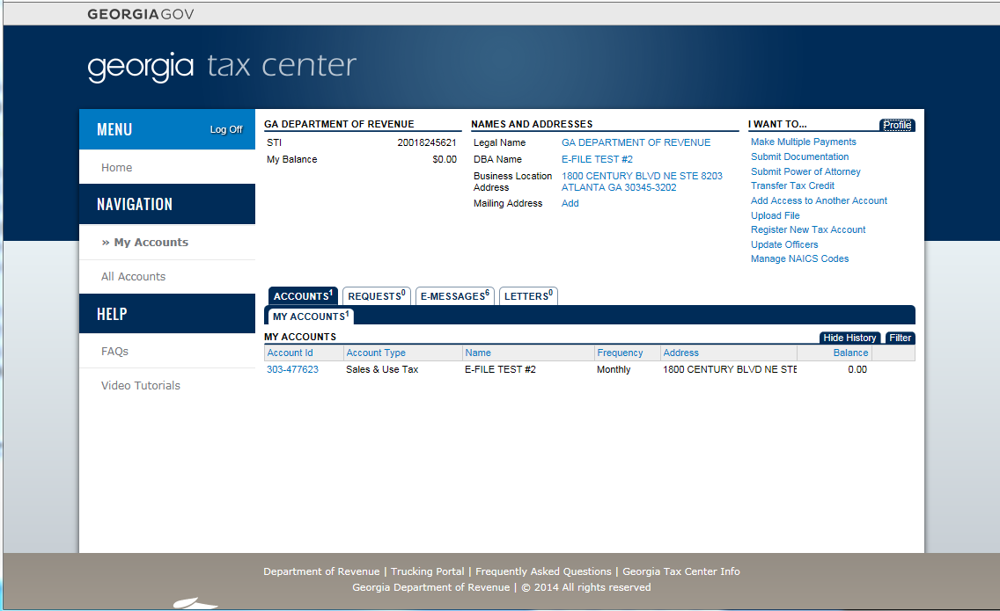 GEORGIAGOV
georgia tax center
MENU
Log Off
Home
NAVIGATION
» My Accounts
All Accounts
HELP
FAQs
Video Tutorials
GA DEPARTMENT OF REVENUE
STI 20018245621
My Balance $0.00
NAMES AND ADDRESSES
Legal Name GA DEPARTMENT OF REVENUE
DBA Name E-FILE TEST #2
Business Location Address 1800 CENTURY BLVD NE STE 8203
ATLANTA GA 30345-3202
Mailing Address Add
I WANT TO...
Profile
Make Multiple Payments
Submit Documentation
Submit Power of Attorney
Transfer Tax Credit
Add Access to Another Account
Upload File
Register New Tax Account
Update Officers
Manage NAICS Codes
ACCOUNTS1 REQUESTS0 E-MESSAGES6 LETTERS0
MY ACCOUNTS1
MY ACCOUNTS
Hide History Filter
Account Id Account Type Name Frequency Address Balance
303-477623 Sales & Use Tax E-FILE TEST #2 Monthly 1800 CENTURY BLVD NE STE 0.00
Department of Revenue | Trucking Portal | Frequently Asked Questions | Georgia Tax Center Info
Georgia Department of Revenue | © 2014 All rights reserved